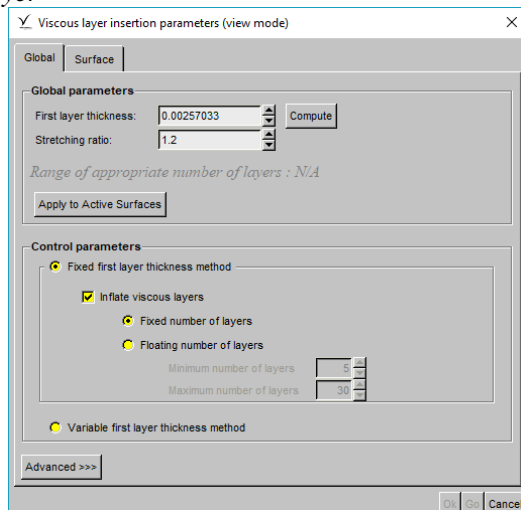 Viscous layer insertion parameters (view mode)
Global Surface
Global parameters
First layer thickness: 0.00257033 Compute
Stretching ratio: 1.2
Range of appropriate number of layers : N/A
Apply to Active Surfaces
Control parameters
Fixed first layer thickness method
Inflate viscous layers
Fixed number of layers
Floating number of layers
Minimum number of layers 5
Maximum number of layers 30
Variable first layer thickness method
Advanced >>>
Ok Go Cancel